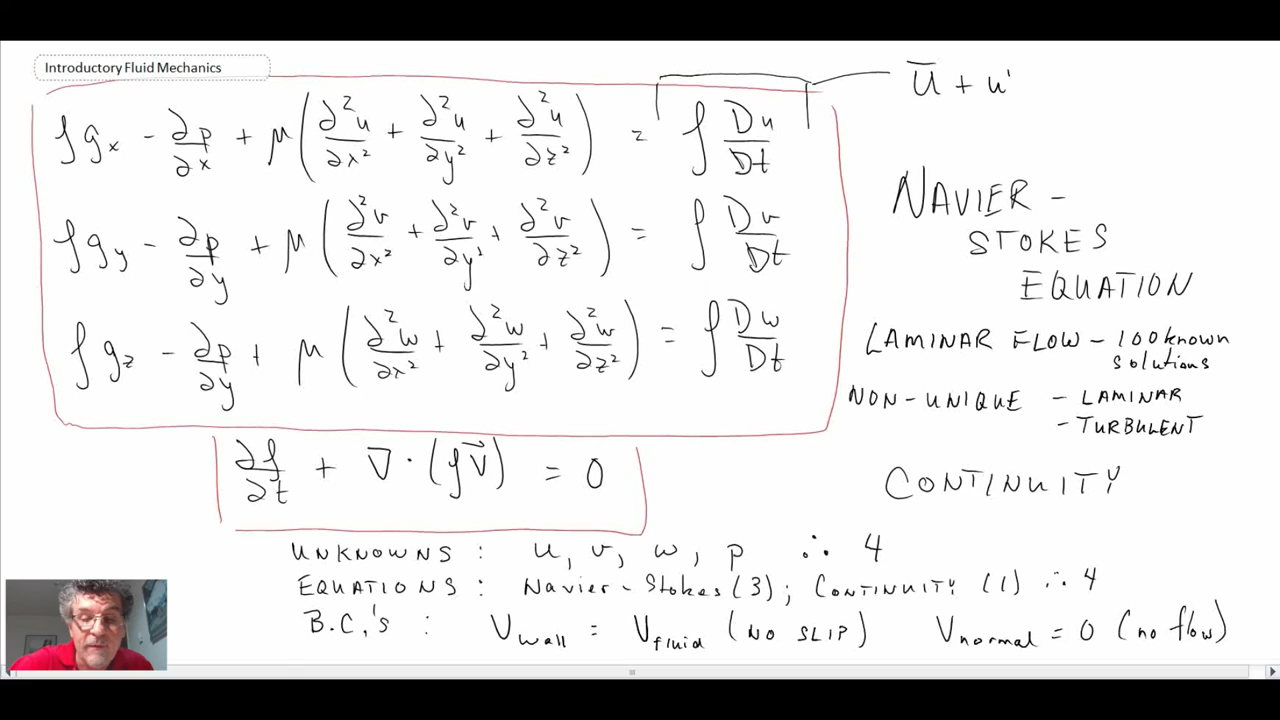 Introductory Fluid Mechanics
ū + u'
ρg_x − ∂p/∂x + μ(∂²u/∂x² + ∂²u/∂y² + ∂²u/∂z²) = ρ Du/Dt
ρg_y − ∂p/∂y + μ(∂²v/∂x² + ∂²v/∂y² + ∂²v/∂z²) = ρ Dv/Dt
ρg_z − ∂p/∂y + μ(∂²w/∂x² + ∂²w/∂y² + ∂²w/∂z²) = ρ Dw/Dt
NAVIER -
STOKES
EQUATION
LAMINAR FLOW - 100 known
solutions
NON-UNIQUE - LAMINAR
- TURBULENT
∂ρ/∂t + ∇·(ρV⃗) = 0
CONTINUITY
UNKNOWNS : u, v, w, p ∴ 4
EQUATIONS : Navier-Stokes (3); CONTINUITY (1) ∴ 4
B.C.'s : V_wall = V_fluid (NO SLIP) V_normal = 0 (no flow)